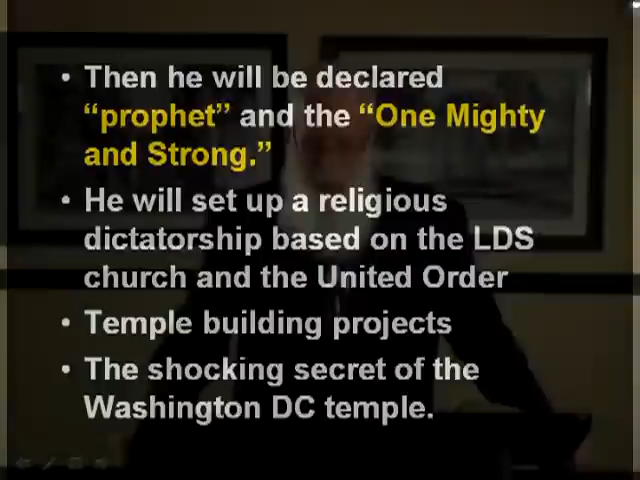 • Then he will be declared
“prophet” and the “One Mighty
and Strong.”
• He will set up a religious
dictatorship based on the LDS
church and the United Order
• Temple building projects
• The shocking secret of the
Washington DC temple.